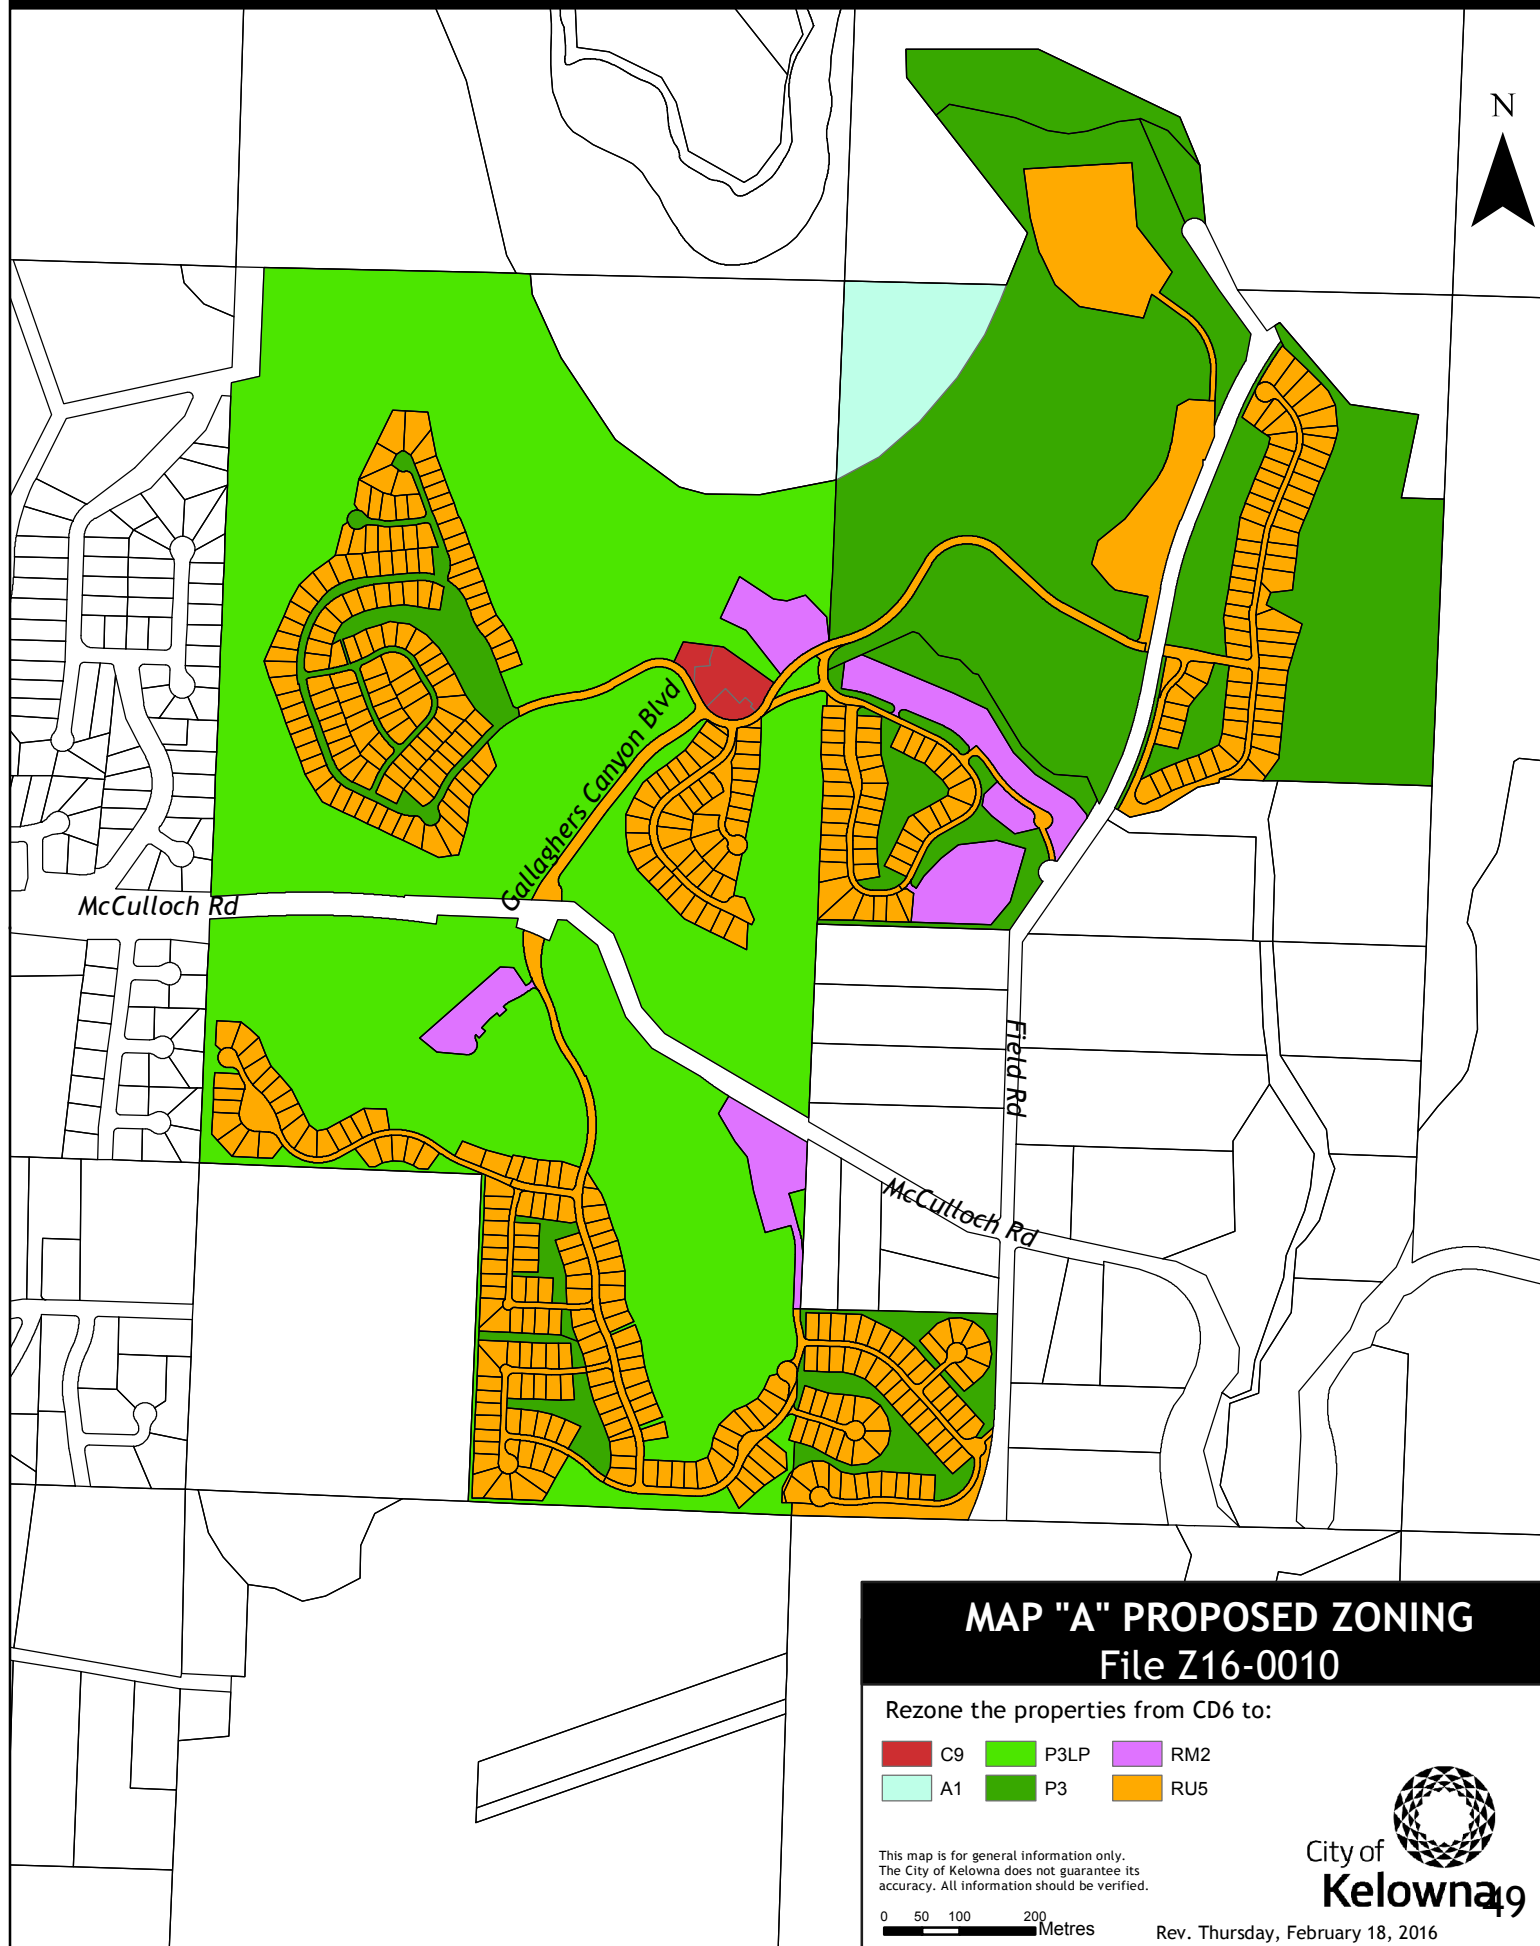 N
Gallaghers Canyon Blvd
McCulloch Rd
Field Rd
McCulloch Rd
MAP "A" PROPOSED ZONING
File Z16-0010
Rezone the properties from CD6 to:
C9 P3LP RM2
A1 P3 RU5
This map is for general information only.
The City of Kelowna does not guarantee its
accuracy. All information should be verified.
0 50 100 200
Metres
City of
Kelowna
49
Rev. Thursday, February 18, 2016